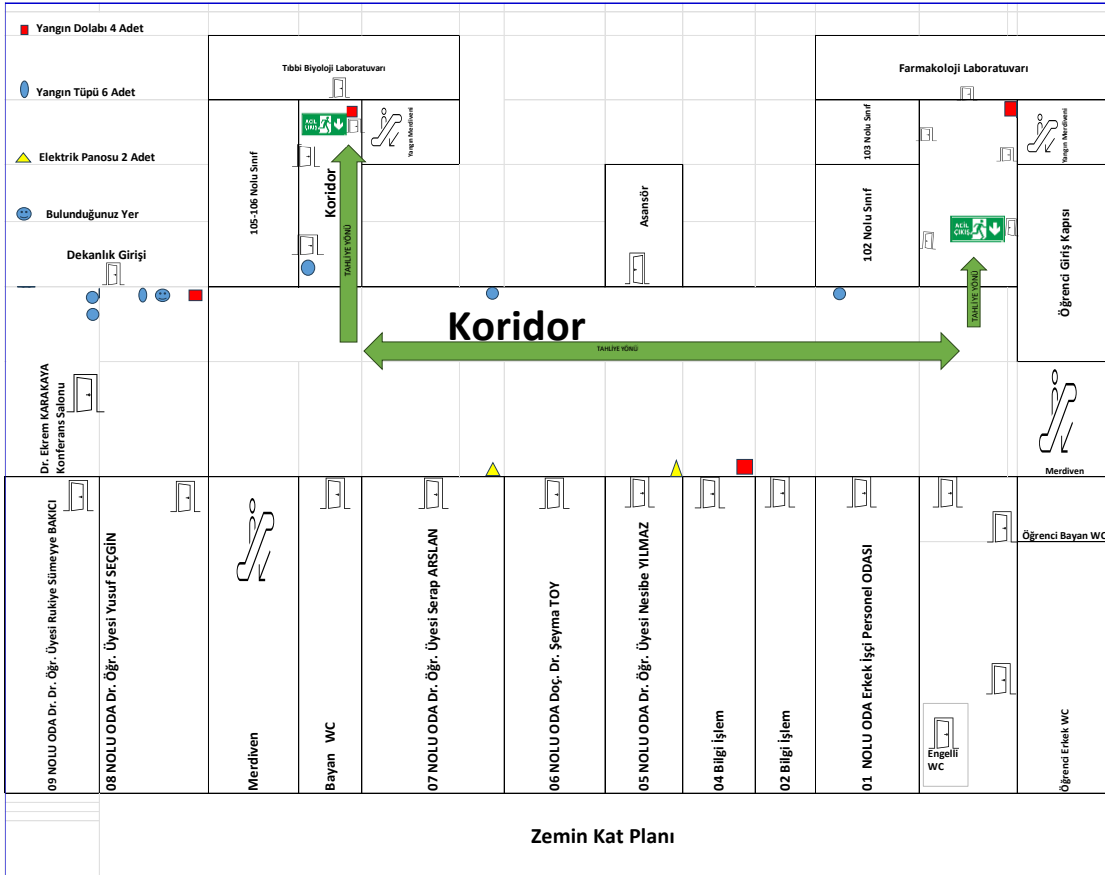 Yangın Dolabı 4 Adet
Yangın Tüpü 6 Adet
Elektrik Panosu 2 Adet
Bulunduğunuz Yer
Dekanlık Girişi
Tıbbi Biyoloji Laboratuvarı
Farmakoloji Laboratuvarı
105-106 Nolu Sınıf
ACİL
ÇIKIŞ
Koridor
TAHLİYE YÖNÜ
Yangın Merdiveni
Asansör
103 Nolu Sınıf
102 Nolu Sınıf
ACİL
ÇIKIŞ
TAHLİYE YÖNÜ
Yangın Merdiveni
Öğrenci Giriş Kapısı
Koridor
TAHLİYE YÖNÜ
Dr. Ekrem KARAKAYA
Konferans Salonu
Merdiven
09 NOLU ODA Dr. Dr. Öğr. Üyesi Rukiye Sümeyye BAKICI
08 NOLU ODA Dr. Öğr. Üyesi Yusuf SEÇGİN
Merdiven
Bayan WC
07 NOLU ODA Dr. Öğr. Üyesi Serap ARSLAN
06 NOLU ODA Doç. Dr. Şeyma TOY
05 NOLU ODA Dr. Öğr. Üyesi Nesibe YILMAZ
04 Bilgi İşlem
02 Bilgi İşlem
01 NOLU ODA Erkek İşçi Personel ODASI
Engelli
WC
Öğrenci Bayan WC
Öğrenci Erkek WC
Zemin Kat Planı